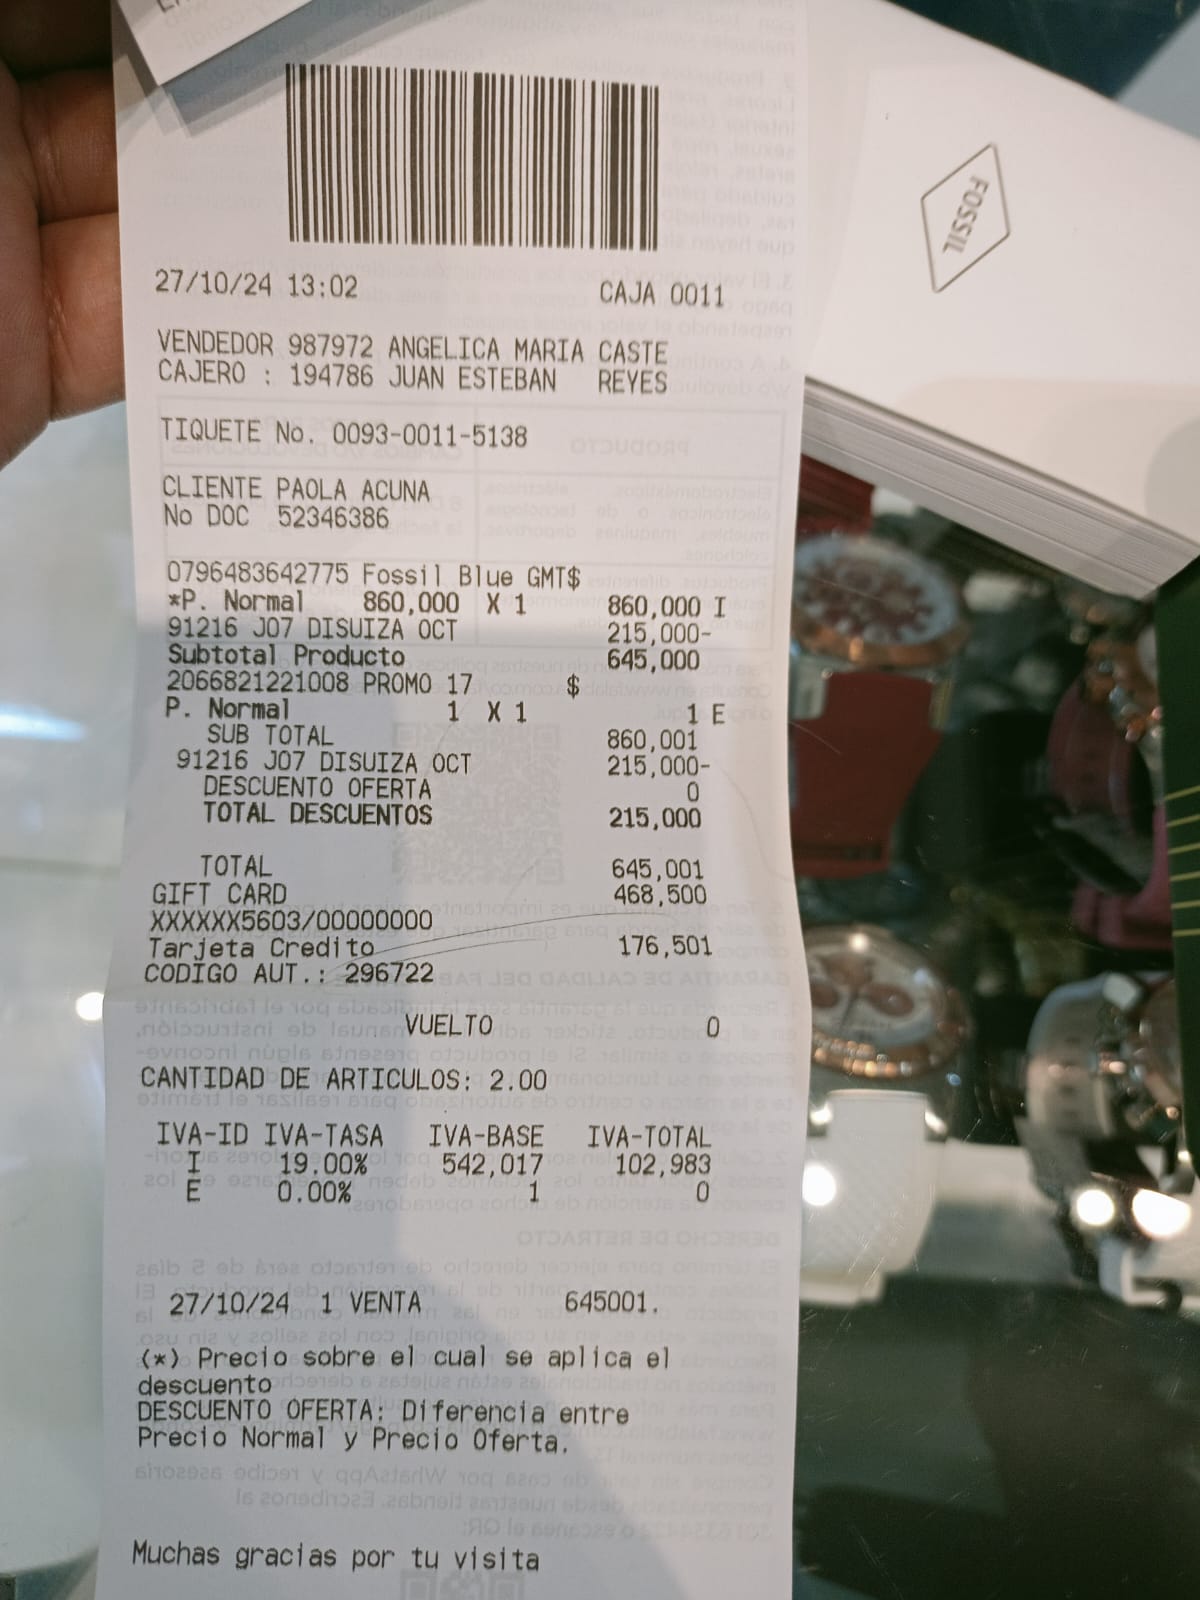 27/10/24 13:02 CAJA 0011
VENDEDOR 987972 ANGELICA MARIA CASTE
CAJERO : 194786 JUAN ESTEBAN REYES
TIQUETE No. 0093-0011-5138
CLIENTE PAOLA ACUNA
No DOC 52346386
0796483642775 Fossil Blue GMT$
*P. Normal 860,000 X 1 860,000 I
91216 J07 DISUIZA OCT 215,000-
Subtotal Producto 645,000
2066821221008 PROMO 17 $
P. Normal 1 X 1 1 E
SUB TOTAL 860,001
91216 J07 DISUIZA OCT 215,000-
DESCUENTO OFERTA 0
TOTAL DESCUENTOS 215,000
TOTAL 645,001
GIFT CARD 468,500
XXXXXX5603/00000000
Tarjeta Credito 176,501
CODIGO AUT.: 296722
VUELTO 0
CANTIDAD DE ARTICULOS: 2.00
IVA-ID IVA-TASA IVA-BASE IVA-TOTAL
I 19.00% 542,017 102,983
E 0.00% 1 0
27/10/24 1 VENTA 645001.
(*) Precio sobre el cual se aplica el
descuento
DESCUENTO OFERTA: Diferencia entre
Precio Normal y Precio Oferta.
Muchas gracias por tu visita
FOSSIL